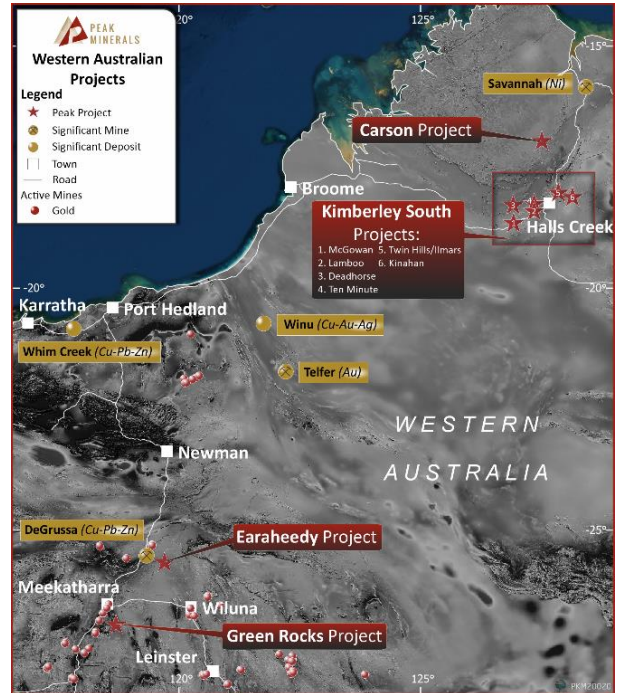 PEAK
MINERALS
Western Australian
Projects
Legend
Peak Project
Significant Mine
Significant Deposit
Town
Road
Active Mines
Gold
120°
125°
-15°
Savannah (Ni)
Carson Project
Broome
Kimberley South
Projects:
1. McGowan 5. Twin Hills/Ilmars
2. Lamboo 6. Kinahan
3. Deadhorse
4. Ten Minute
5
6
3
Halls Creek
-20°
-20°
Karratha
Port Hedland
Whim Creek (Cu-Pb-Zn)
Winu (Cu-Au-Ag)
Telfer (Au)
WESTERN
AUSTRALIA
Newman
DeGrussa (Cu-Pb-Zn)
-25°
Earaheedy Project
Meekatharra
Wiluna
Green Rocks Project
Leinster
120°
125°